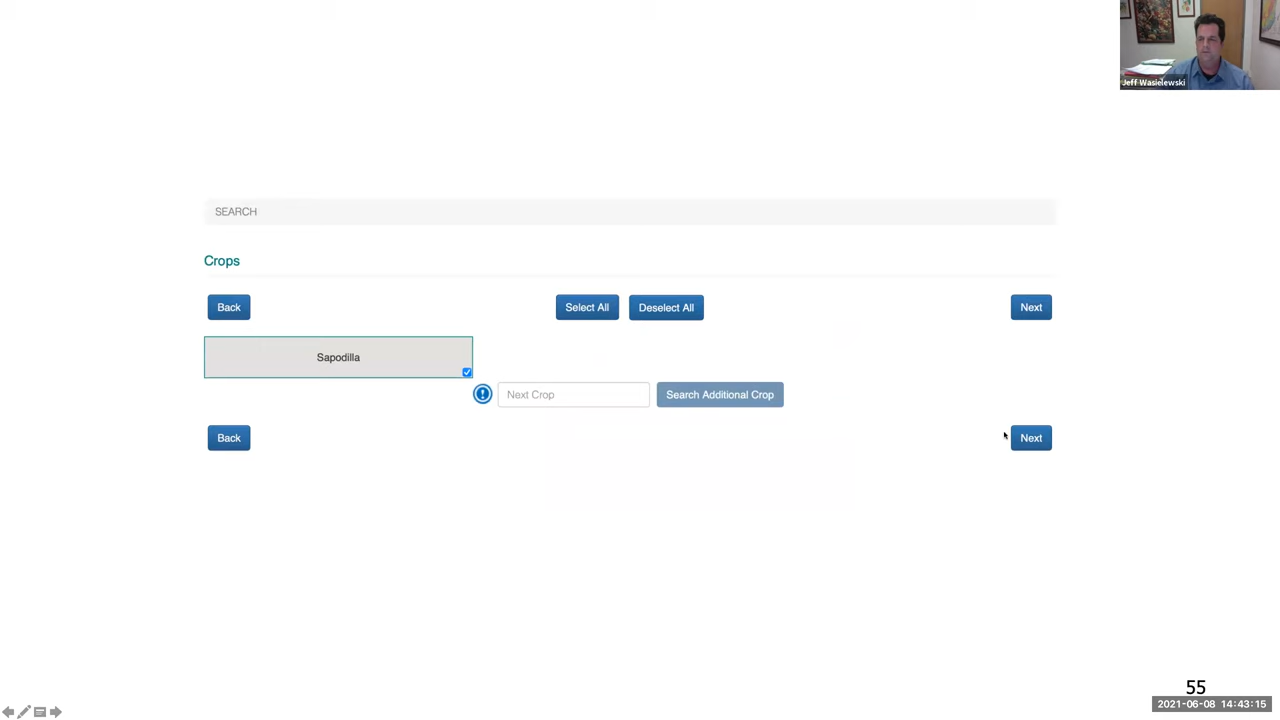 Jeff Wasielewski
SEARCH
Crops
Back Select All Deselect All Next
Sapodilla
Next Crop Search Additional Crop
Back Next
55
2021-06-08 14:43:15